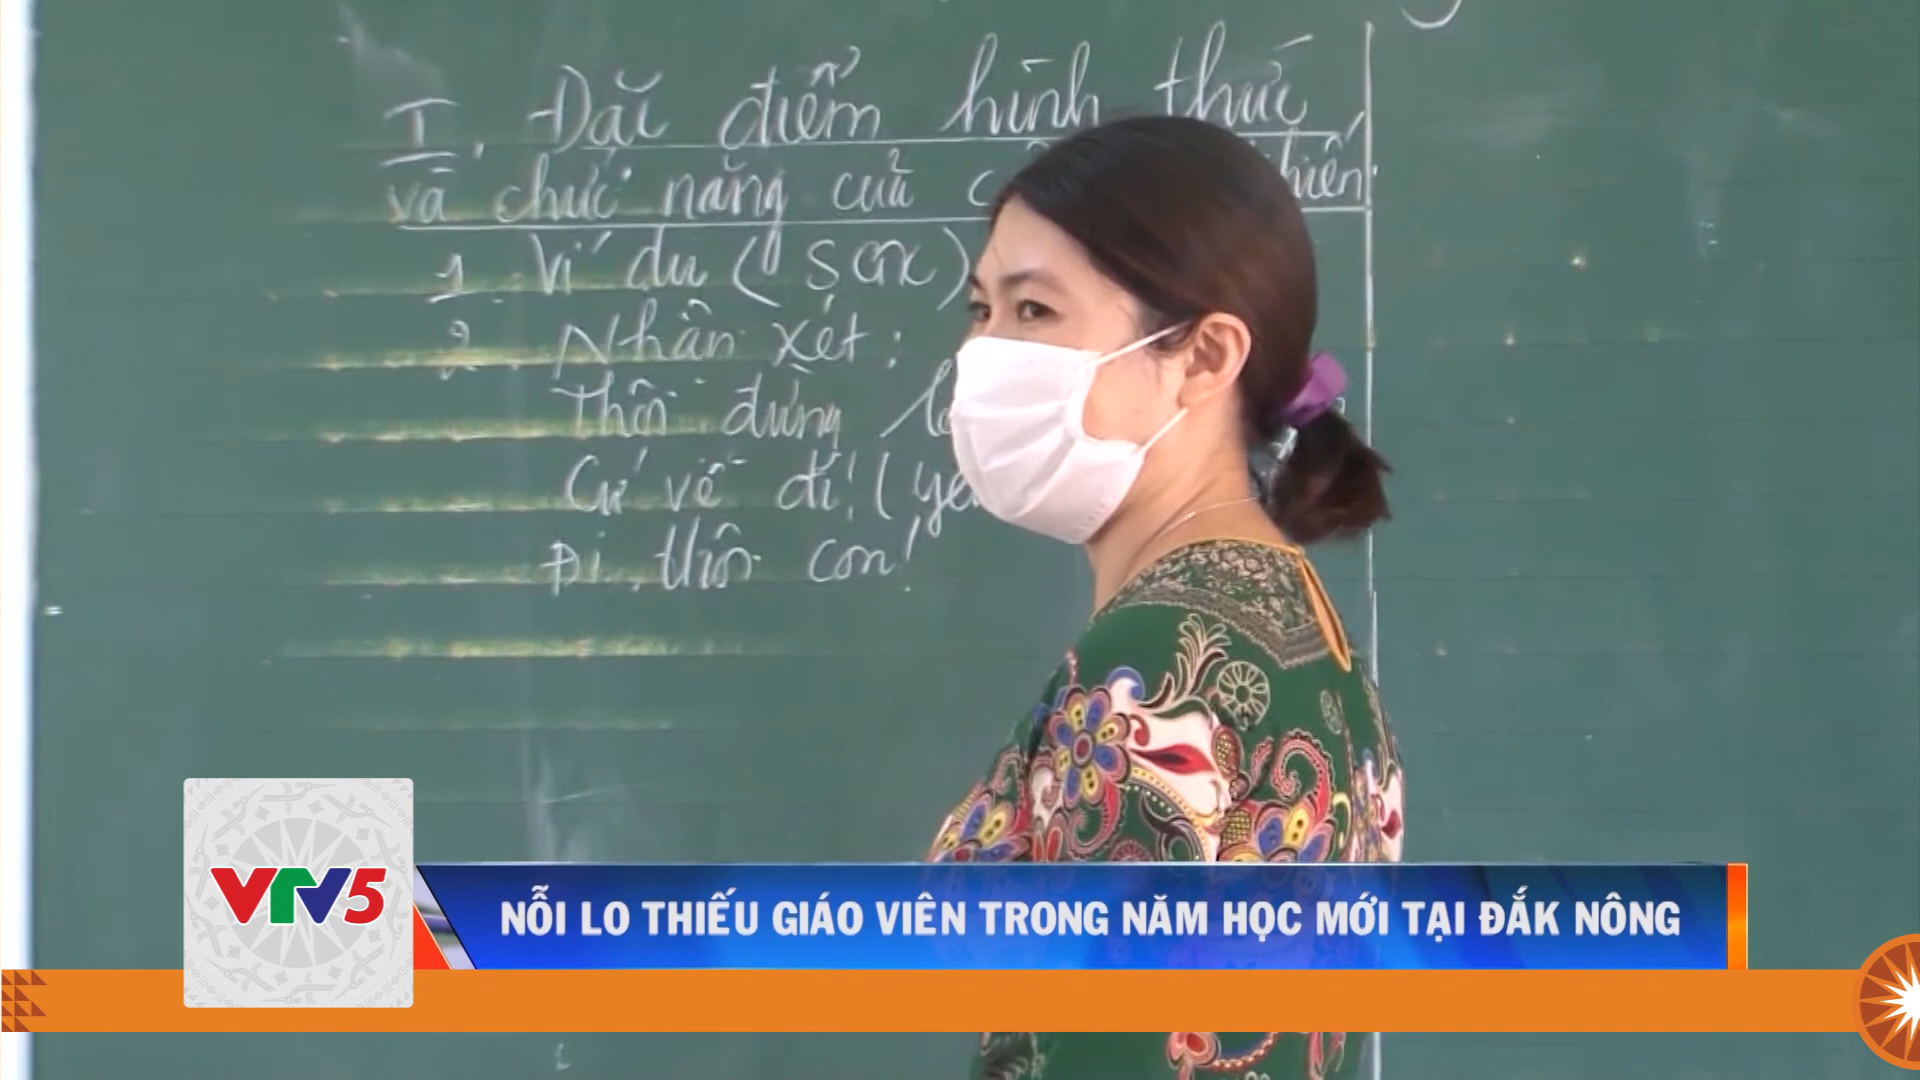 I. Đặc điểm hình thức
và chức năng của khiến.
1. Ví dụ (SGK)
2. Nhận xét:
Thôi đừng
Cứ về đi! (
Đi thôi con!
VTV5
NỖI LO THIẾU GIÁO VIÊN TRONG NĂM HỌC MỚI TẠI ĐẮK NÔNG